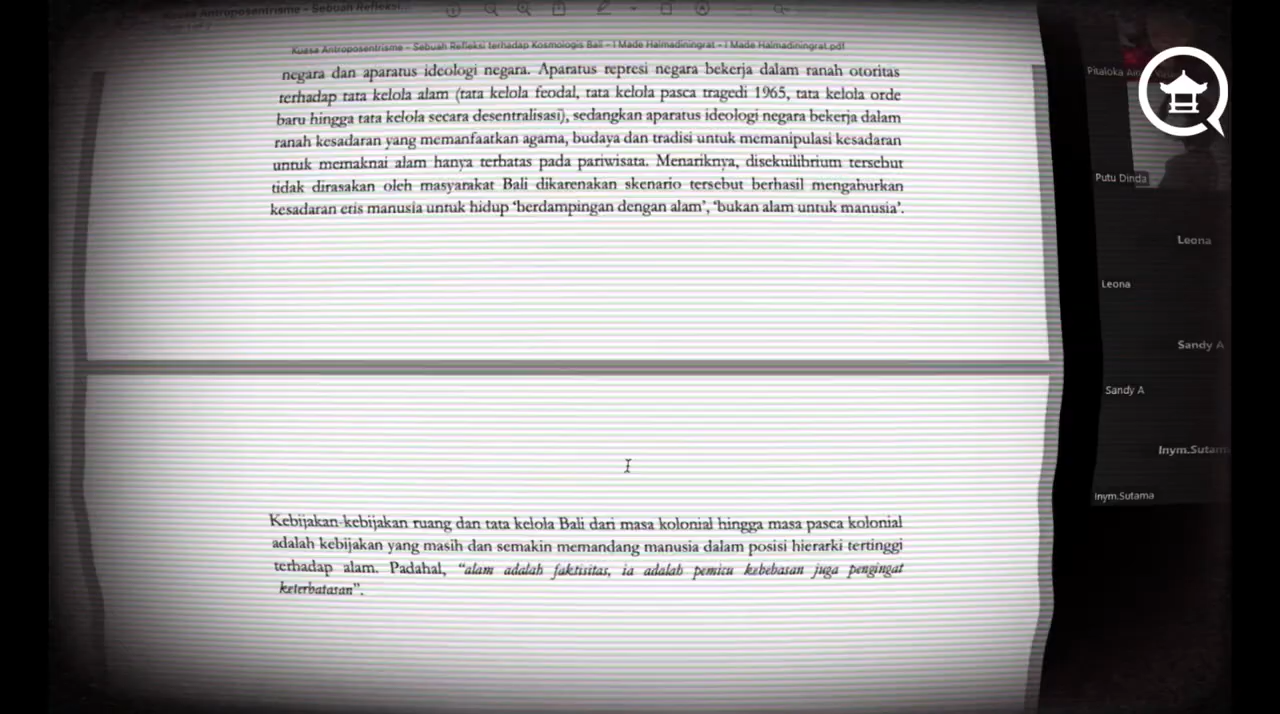 Kuasa Antroposentrisme - Sebuah Refleksi...
Kuasa Antroposentrisme - Sebuah Refleksi terhadap Kosmologis Bali - I Made Halmadiningrat - I Made Halmadiningrat.pdf
negara dan aparatus ideologi negara. Aparatus represi negara bekerja dalam ranah otoritas
terhadap tata kelola alam (tata kelola feodal, tata kelola pasca tragedi 1965, tata kelola orde
baru hingga tata kelola secara desentralisasi), sedangkan aparatus ideologi negara bekerja dalam
ranah kesadaran yang memanfaatkan agama, budaya dan tradisi untuk memanipulasi kesadaran
untuk memaknai alam hanya terbatas pada pariwisata. Menariknya, disekuilibrium tersebut
tidak dirasakan oleh masyarakat Bali dikarenakan skenario tersebut berhasil mengaburkan
kesadaran etis manusia untuk hidup ‘berdampingan dengan alam’, ‘bukan alam untuk manusia’.
Kebijakan-kebijakan ruang dan tata kelola Bali dari masa kolonial hingga masa pasca kolonial
adalah kebijakan yang masih dan semakin memandang manusia dalam posisi hierarki tertinggi
terhadap alam. Padahal, “alam adalah faktisitas, ia adalah pemicu kebebasan juga pengingat
keterbatasan”.
Pitaloka
Putu Dinda
Leona
Leona
Sandy A
Sandy A
Inym.Sutam
Inym.Sutama